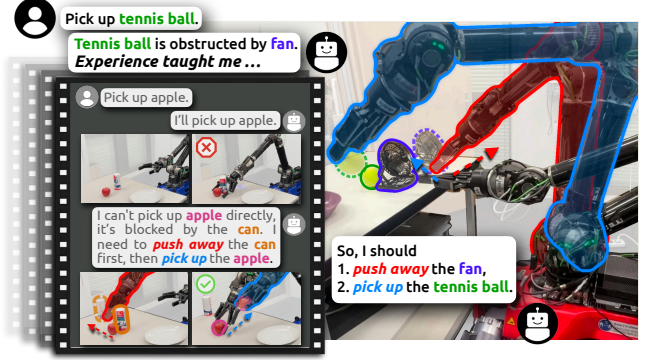 Pick up tennis ball.
Tennis ball is obstructed by fan.
Experience taught me ...
Pick up apple.
I'll pick up apple.
I can't pick up apple directly,
it's blocked by the can. I
need to push away the can
first, then pick up the apple.
So, I should
1. push away the fan,
2. pick up the tennis ball.